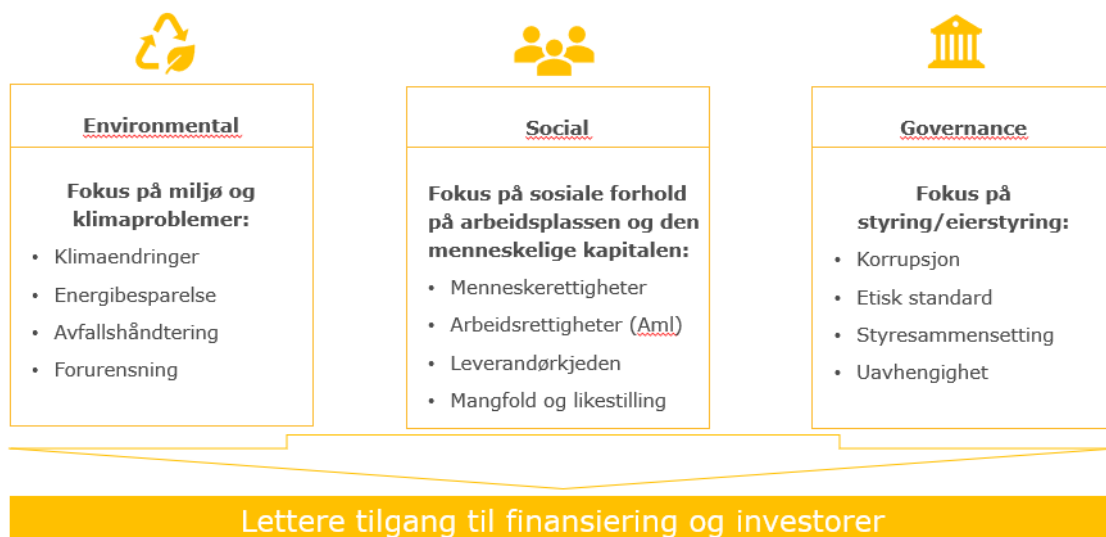 Environmental
Fokus på miljø og
klimaproblemer:
• Klimaendringer
• Energibesparelse
• Avfallshåndtering
• Forurensning
Social
Fokus på sosiale forhold
på arbeidsplassen og den
menneskelige kapitalen:
• Menneskerettigheter
• Arbeidsrettigheter (Aml)
• Leverandørkjeden
• Mangfold og likestilling
Governance
Fokus på
styring/eierstyring:
• Korrupsjon
• Etisk standard
• Styresammensetting
• Uavhengighet
Lettere tilgang til finansiering og investorer